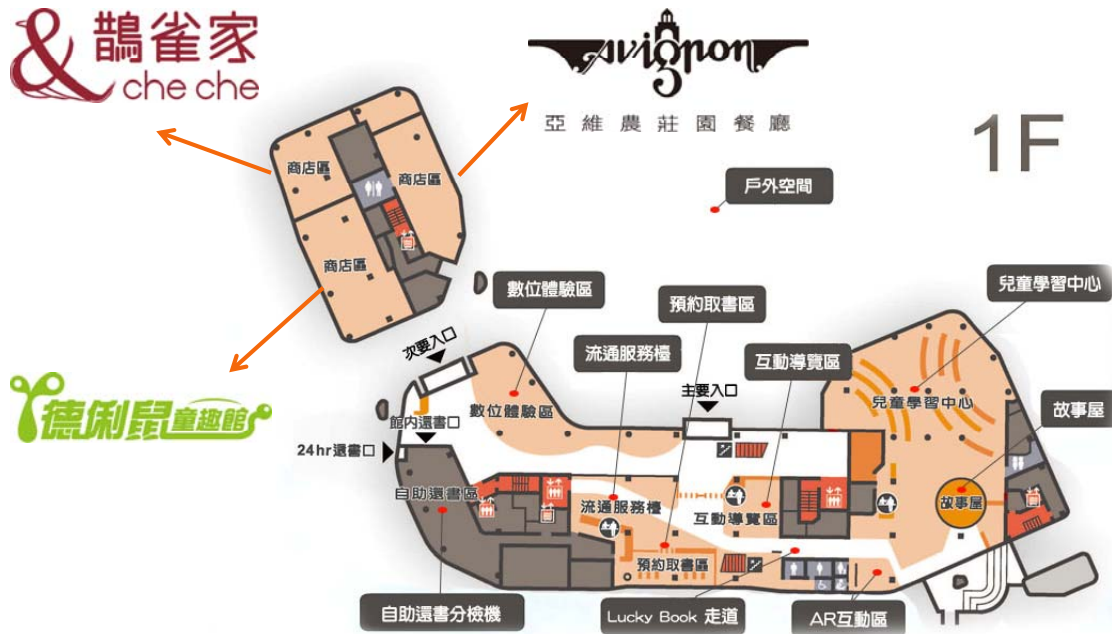 鵲雀家
che che
avignon
亞維農莊園餐廳
1F
商店區
商店區
商店區
戶外空間
數位體驗區
預約取書區
兒童學習中心
次要入口
流通服務檯
互動導覽區
主要入口
德俐鼠童趣館
數位體驗區
兒童學習中心
故事屋
館內還書口
24hr還書口
自助還書區
流通服務檯
互動導覽區
故事屋
預約取書區
自助還書分檢機
Lucky Book 走道
AR互動區